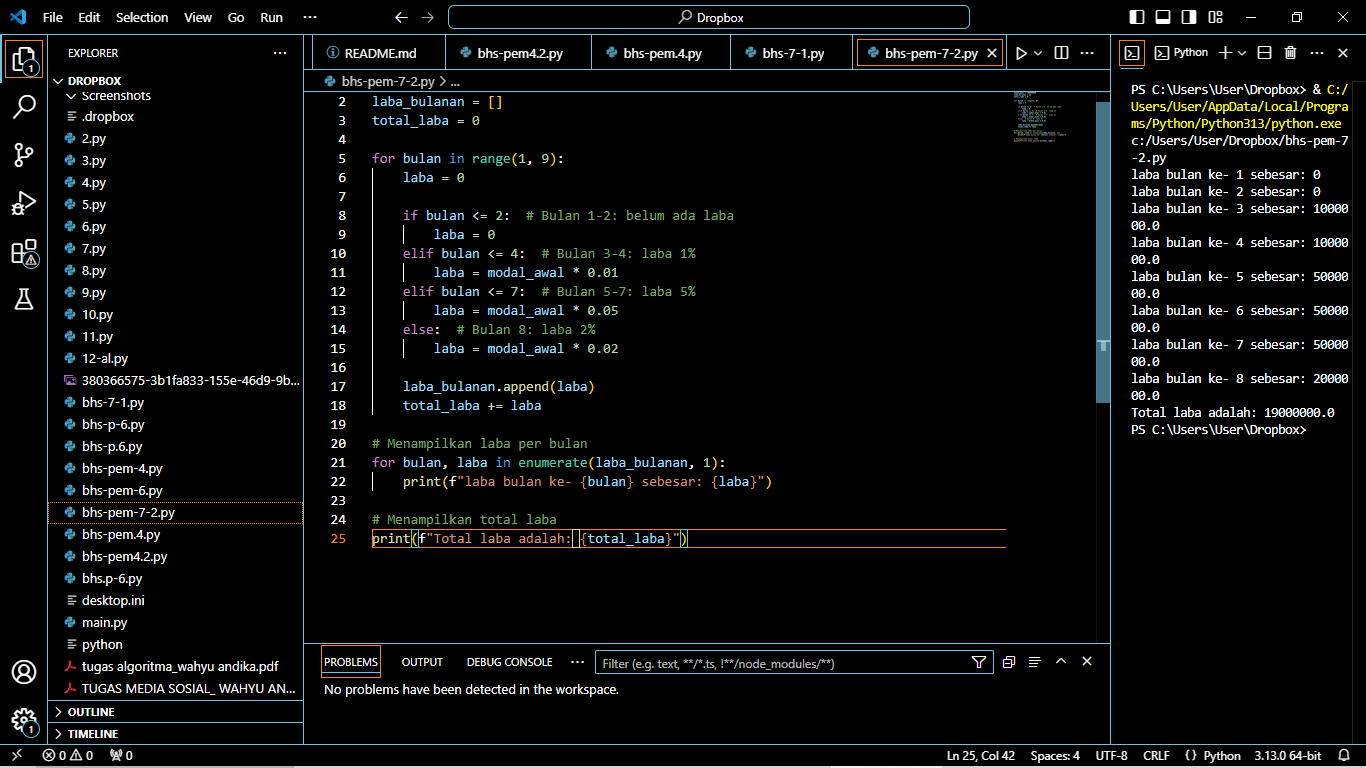 File Edit Selection View Go Run ··· Dropbox
EXPLORER ···
DROPBOX
Screenshots
.dropbox
2.py
3.py
4.py
5.py
6.py
7.py
8.py
9.py
10.py
11.py
12-al.py
380366575-3b1fa833-155e-46d9-9b...
bhs-7-1.py
bhs-p-6.py
bhs-p.6.py
bhs-pem-4.py
bhs-pem-6.py
bhs-pem-7-2.py
bhs-pem.4.py
bhs-pem4.2.py
bhs.p-6.py
desktop.ini
main.py
python
tugas algoritma_wahyu andika.pdf
TUGAS MEDIA SOSIAL_ WAHYU AN...
OUTLINE
TIMELINE
README.md bhs-pem4.2.py bhs-pem.4.py bhs-7-1.py bhs-pem-7-2.py
bhs-pem-7-2.py > ...
2 laba_bulanan = []
3 total_laba = 0
4
5 for bulan in range(1, 9):
6     laba = 0
7
8     if bulan <= 2:  # Bulan 1-2: belum ada laba
9         laba = 0
10     elif bulan <= 4:  # Bulan 3-4: laba 1%
11         laba = modal_awal * 0.01
12     elif bulan <= 7:  # Bulan 5-7: laba 5%
13         laba = modal_awal * 0.05
14     else:  # Bulan 8: laba 2%
15         laba = modal_awal * 0.02
16
17     laba_bulanan.append(laba)
18     total_laba += laba
19
20 # Menampilkan laba per bulan
21 for bulan, laba in enumerate(laba_bulanan, 1):
22     print(f"laba bulan ke- {bulan} sebesar: {laba}")
23
24 # Menampilkan total laba
25 print(f"Total laba adalah: {total_laba}")
PROBLEMS OUTPUT DEBUG CONSOLE ··· Filter (e.g. text, **/*.ts, !**/node_modules/**)
No problems have been detected in the workspace.
Python
PS C:\Users\User\Dropbox> & C:/
Users/User/AppData/Local/Progra
ms/Python/Python313/python.exe
c:/Users/User/Dropbox/bhs-pem-7
-2.py
laba bulan ke- 1 sebesar: 0
laba bulan ke- 2 sebesar: 0
laba bulan ke- 3 sebesar: 10000
00.0
laba bulan ke- 4 sebesar: 10000
00.0
laba bulan ke- 5 sebesar: 50000
00.0
laba bulan ke- 6 sebesar: 50000
00.0
laba bulan ke- 7 sebesar: 50000
00.0
laba bulan ke- 8 sebesar: 20000
00.0
Total laba adalah: 19000000.0
PS C:\Users\User\Dropbox>
0 0 0 Ln 25, Col 42 Spaces: 4 UTF-8 CRLF {} Python 3.13.0 64-bit